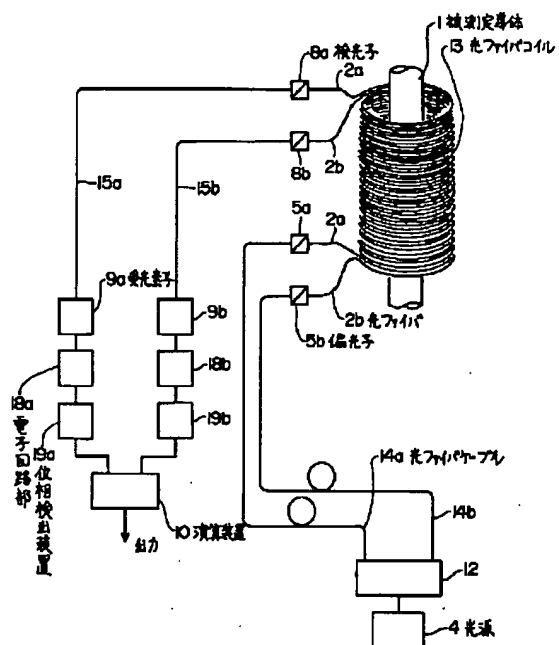 1 被測定導体
8a 検光子
2a
13 光ファイバコイル
8b
2b
15a
15b
5a
2a
9a 受光素子
9b
2b 光ファイバ
5b 偏光子
18b
18a 電子回路部
19b
19a 位相検出装置
14a 光ファイバケーブル
10 演算装置
14b
出力
12
4 光源